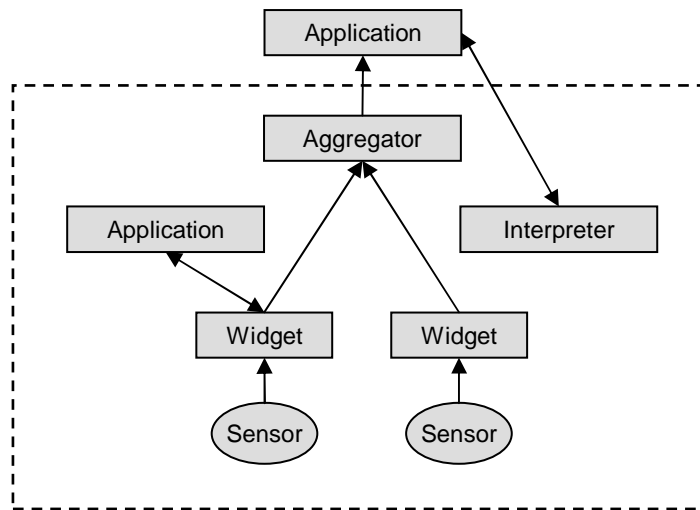 Application
Aggregator
Application
Interpreter
Widget
Widget
Sensor
Sensor